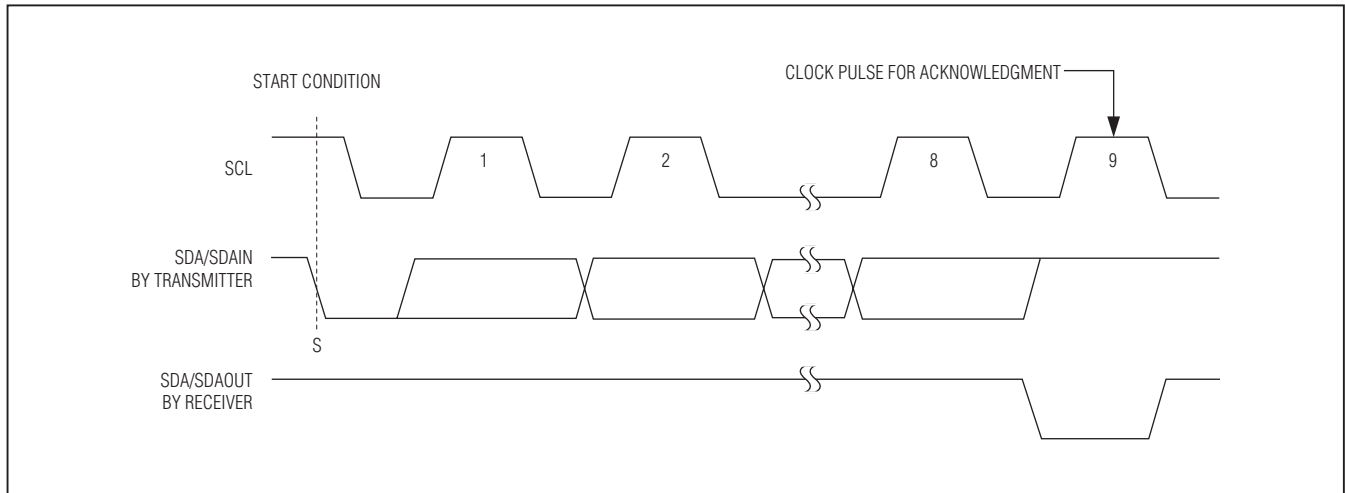 START CONDITION
CLOCK PULSE FOR ACKNOWLEDGMENT
SCL
1
2
8
9
SDA/SDAIN
BY TRANSMITTER
S
SDA/SDAOUT
BY RECEIVER